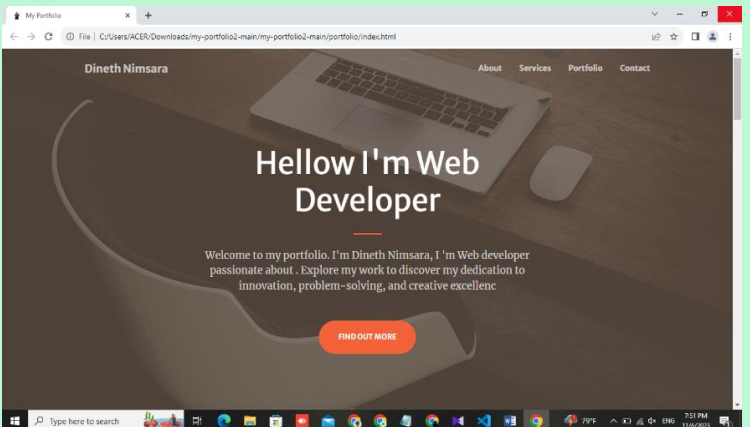 My Portfolio
File | C:/Users/ACER/Downloads/my-portfolio2-main/my-portfolio2-main/portfolio/index.html
Dineth Nimsara
About Services Portfolio Contact
Hellow I'm Web
Developer
Welcome to my portfolio. I'm Dineth Nimsara, I 'm Web developer
passionate about . Explore my work to discover my dedication to
innovation, problem-solving, and creative excellenc
FIND OUT MORE
Type here to search
79°F
ENG
7:51 PM
11/6/2023